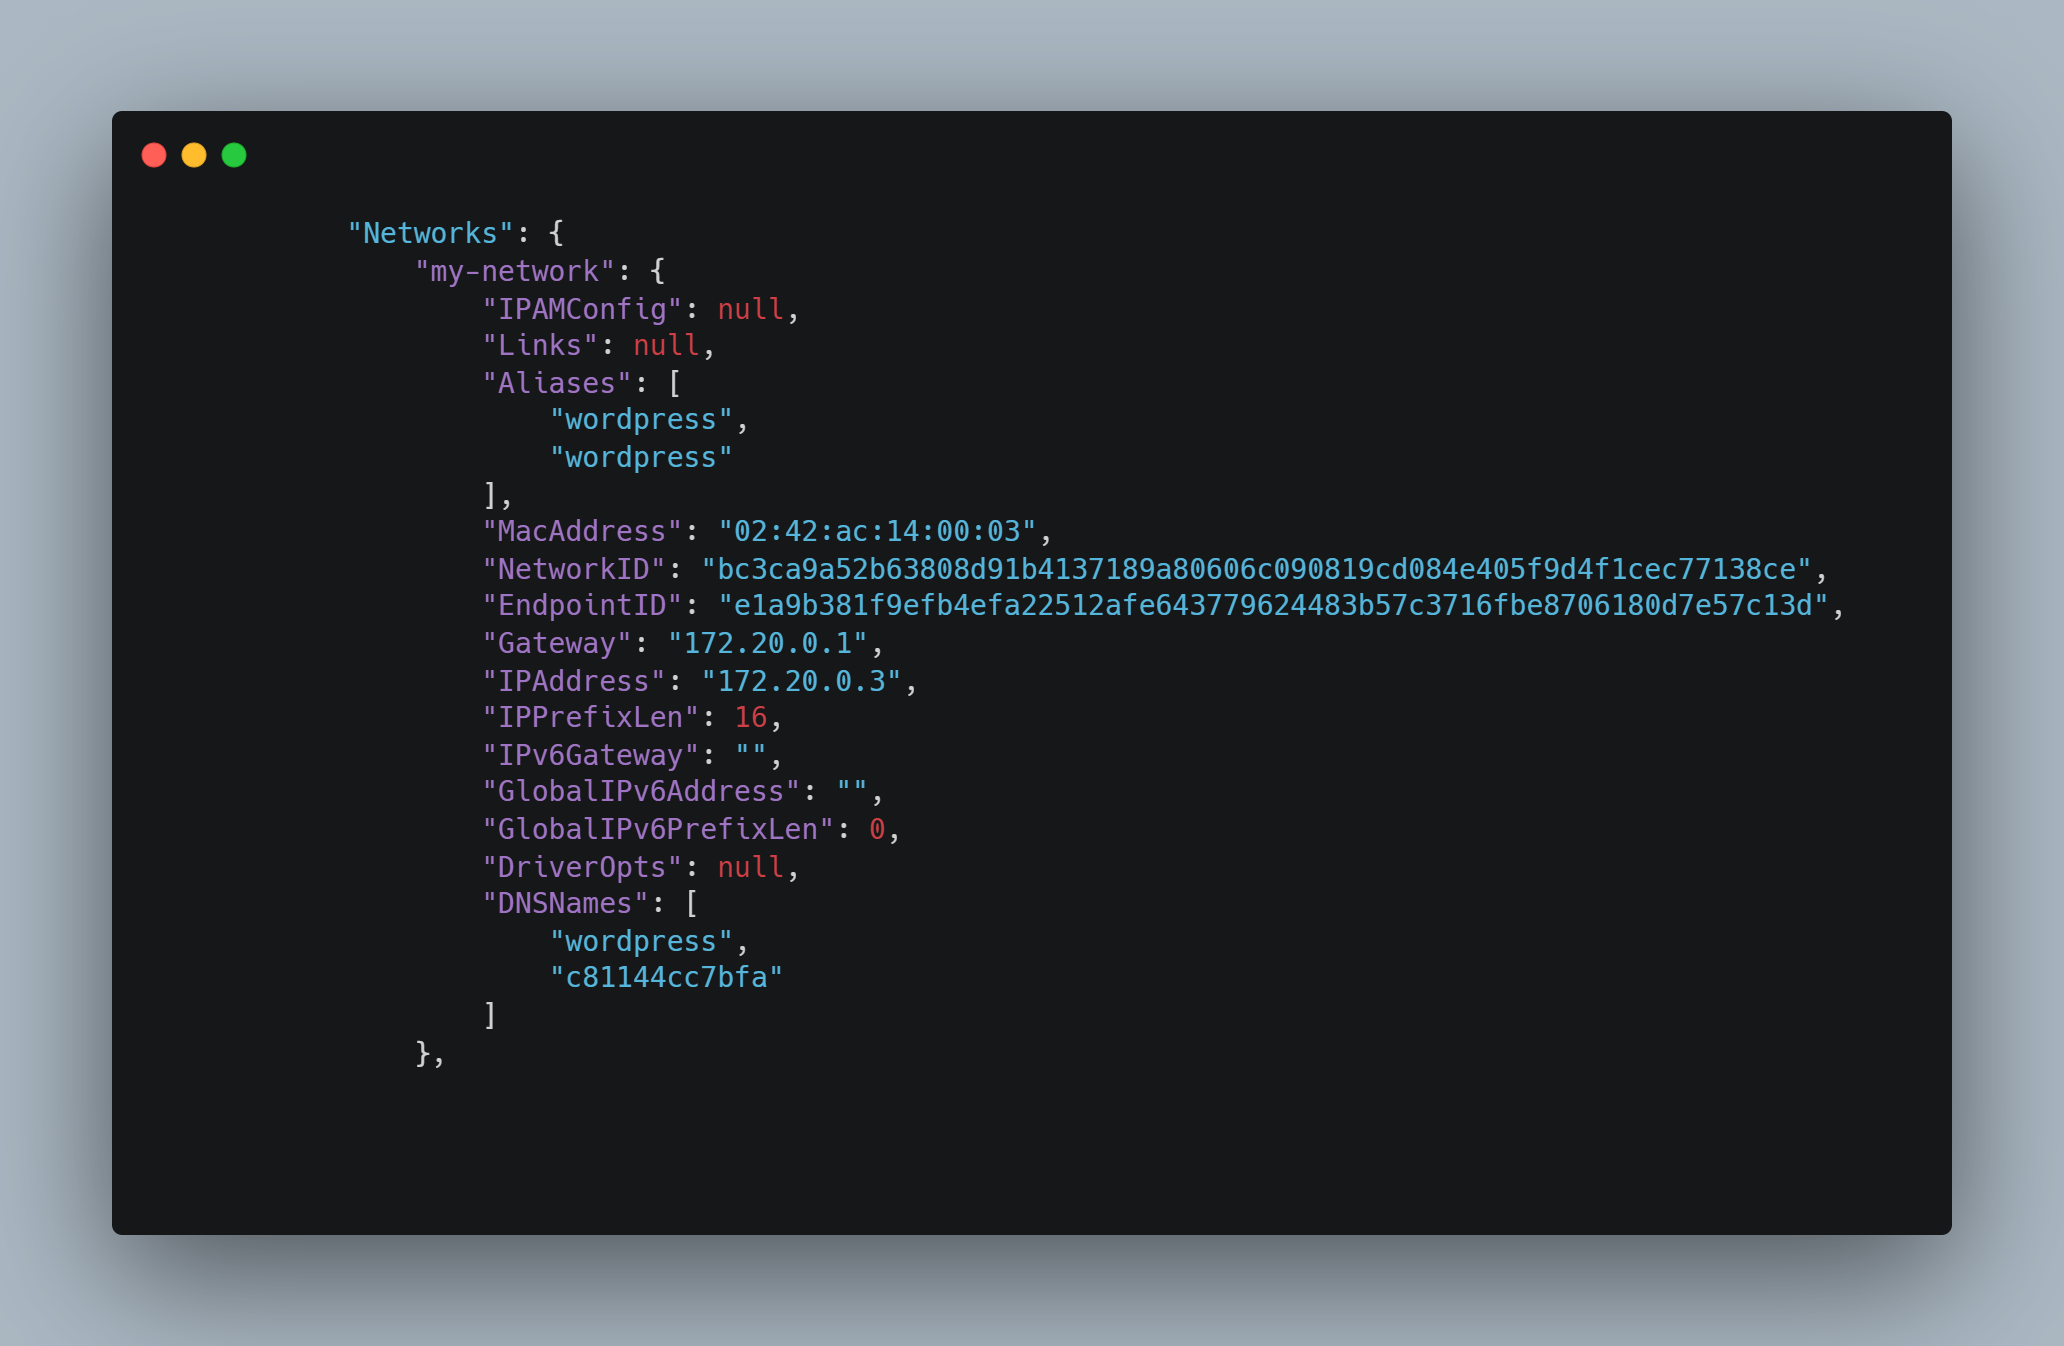 "Networks": {
"my-network": {
"IPAMConfig": null,
"Links": null,
"Aliases": [
"wordpress",
"wordpress"
],
"MacAddress": "02:42:ac:14:00:03",
"NetworkID": "bc3ca9a52b63808d91b4137189a80606c090819cd084e405f9d4f1cec77138ce",
"EndpointID": "e1a9b381f9efb4efa22512afe643779624483b57c3716fbe8706180d7e57c13d",
"Gateway": "172.20.0.1",
"IPAddress": "172.20.0.3",
"IPPrefixLen": 16,
"IPv6Gateway": "",
"GlobalIPv6Address": "",
"GlobalIPv6PrefixLen": 0,
"DriverOpts": null,
"DNSNames": [
"wordpress",
"c81144cc7bfa"
]
},